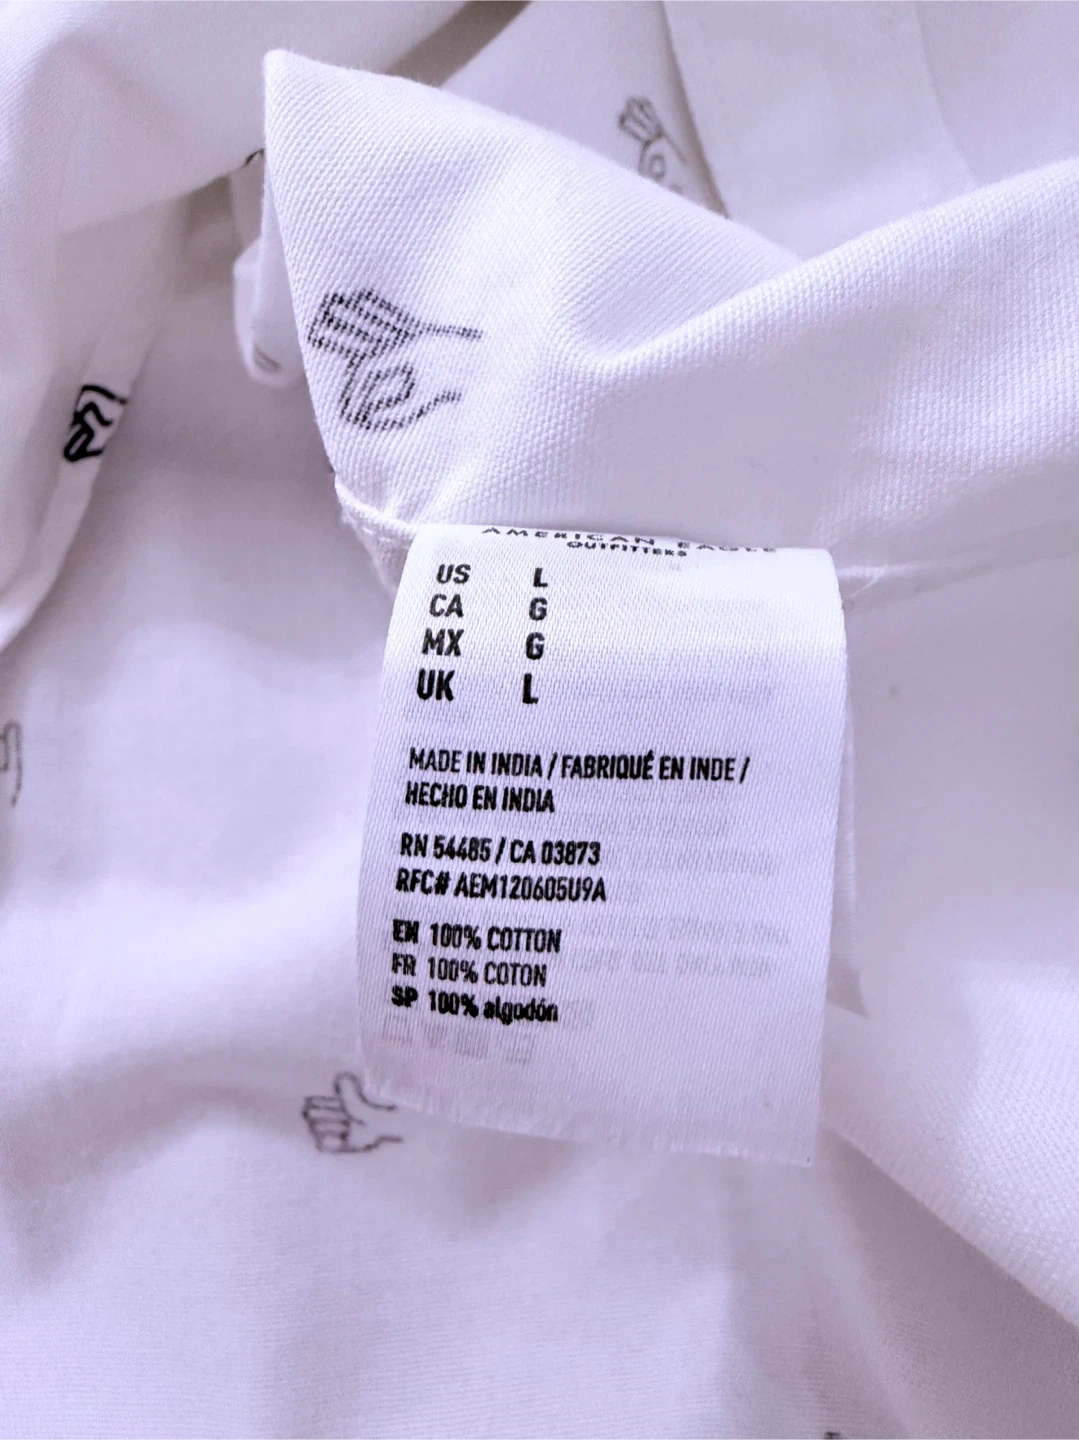 AMERICAN EAGLE
OUTFITTERS
US L
CA G
MX G
UK L
MADE IN INDIA / FABRIQUÉ EN INDE /
HECHO EN INDIA
RN 54485 / CA 03873
RFC# AEM120605U9A
EN 100% COTTON
FR 100% COTON
SP 100% algodón